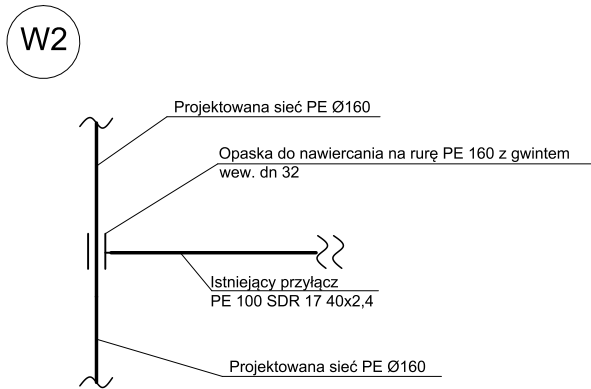 W2
Projektowana sieć PE Ø160
Opaska do nawiercania na rurę PE 160 z gwintem
wew. dn 32
Istniejący przyłącz
PE 100 SDR 17 40x2,4
Projektowana sieć PE Ø160